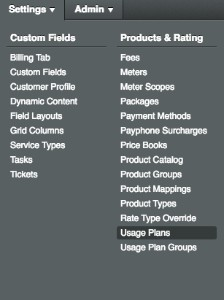 Settings ▾ Admin ▾
Custom Fields
Billing Tab
Custom Fields
Customer Profile
Dynamic Content
Field Layouts
Grid Columns
Service Types
Tasks
Tickets
Products & Rating
Fees
Meters
Meter Scopes
Packages
Payment Methods
Payphone Surcharges
Price Books
Product Catalog
Product Groups
Product Mappings
Product Types
Rate Type Override
Usage Plans
Usage Plan Groups